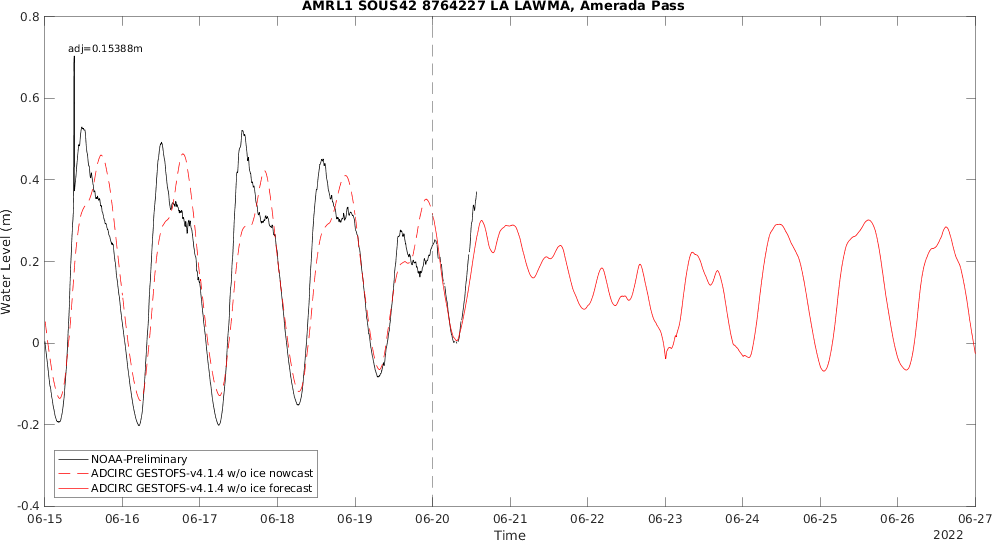 AMRL1 SOUS42 8764227 LA LAWMA, Amerada Pass
adj=0.15388m
0.8
0.6
0.4
0.2
0
-0.2
-0.4
Water Level (m)
NOAA-Preliminary
ADCIRC GESTOFS-v4.1.4 w/o ice nowcast
ADCIRC GESTOFS-v4.1.4 w/o ice forecast
06-15 06-16 06-17 06-18 06-19 06-20 06-21 06-22 06-23 06-24 06-25 06-26 06-27
Time
2022